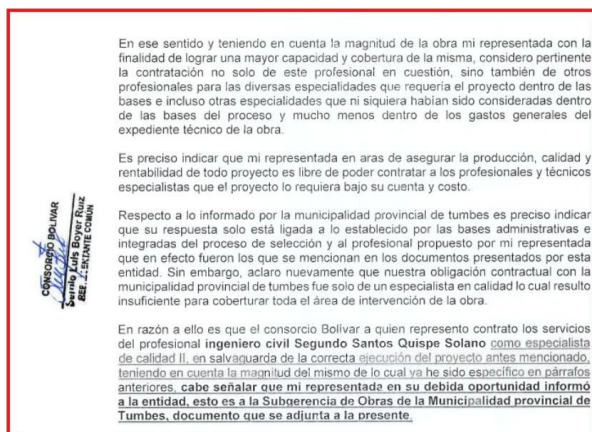 En ese sentido y teniendo en cuenta la magnitud de la obra mi representada con la
finalidad de lograr una mayor capacidad y cobertura de la misma, considero pertinente
la contratación no solo de este profesional en cuestión, sino también de otros
profesionales para las diversas especialidades que requería el proyecto dentro de las
bases e incluso otras especialidades que ni siquiera habían sido consideradas dentro
de las bases del proceso y mucho menos dentro de los gastos generales del
expediente técnico de la obra.
Es preciso indicar que mi representada en aras de asegurar la producción, calidad y
rentabilidad de todo proyecto es libre de poder contratar a los profesionales y técnicos
especialistas que el proyecto lo requiera bajo su cuenta y costo.
Respecto a lo informado por la municipalidad provincial de tumbes es preciso indicar
que su respuesta solo está ligada a lo establecido por las bases administrativas e
integradas del proceso de selección y al profesional propuesto por mi representada
que en efecto fueron los que se mencionan en los documentos presentados por esta
entidad. Sin embargo, aclaro nuevamente que nuestra obligación contractual con la
municipalidad provincial de tumbes fue solo de un especialista en calidad lo cual resulto
insuficiente para coberturar toda el área de intervención de la obra.
En razón a ello es que el consorcio Bolívar a quien represento contrato los servicios
del profesional ingeniero civil Segundo Santos Quispe Solano como especialista
de calidad II, en salvaguarda de la correcta ejecución del proyecto antes mencionado,
teniendo en cuenta la magnitud del mismo de lo cual ya he sido específico en párrafos
anteriores, cabe señalar que mi representada en su debida oportunidad informó
a la entidad, esto es a la Subgerencia de Obras de la Municipalidad provincial de
Tumbes, documento que se adjunta a la presente.
CONSORCIO BOLIVAR
Luis Boyer Ruiz
COMÚN